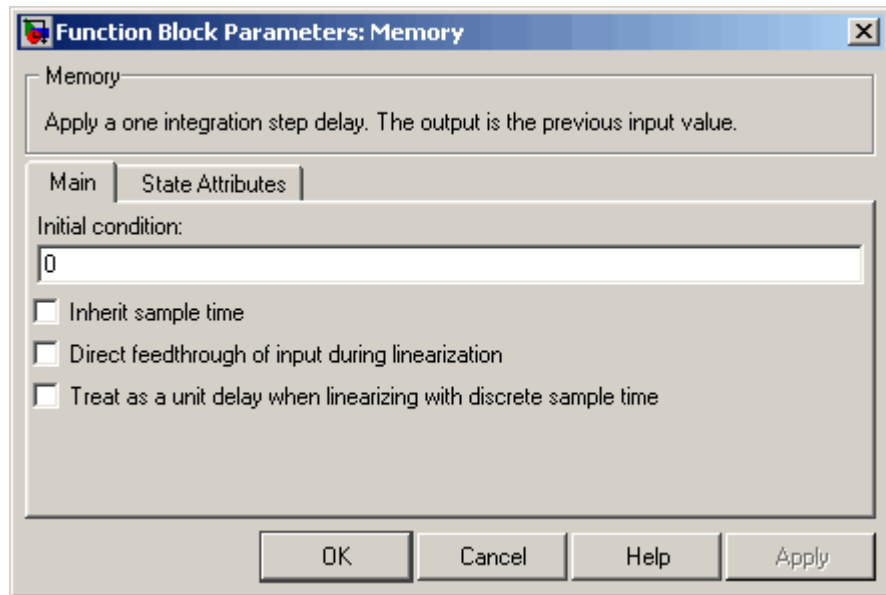 Function Block Parameters: Memory
Memory
Apply a one integration step delay. The output is the previous input value.
Main State Attributes
Initial condition:
0
Inherit sample time
Direct feedthrough of input during linearization
Treat as a unit delay when linearizing with discrete sample time
OK Cancel Help Apply